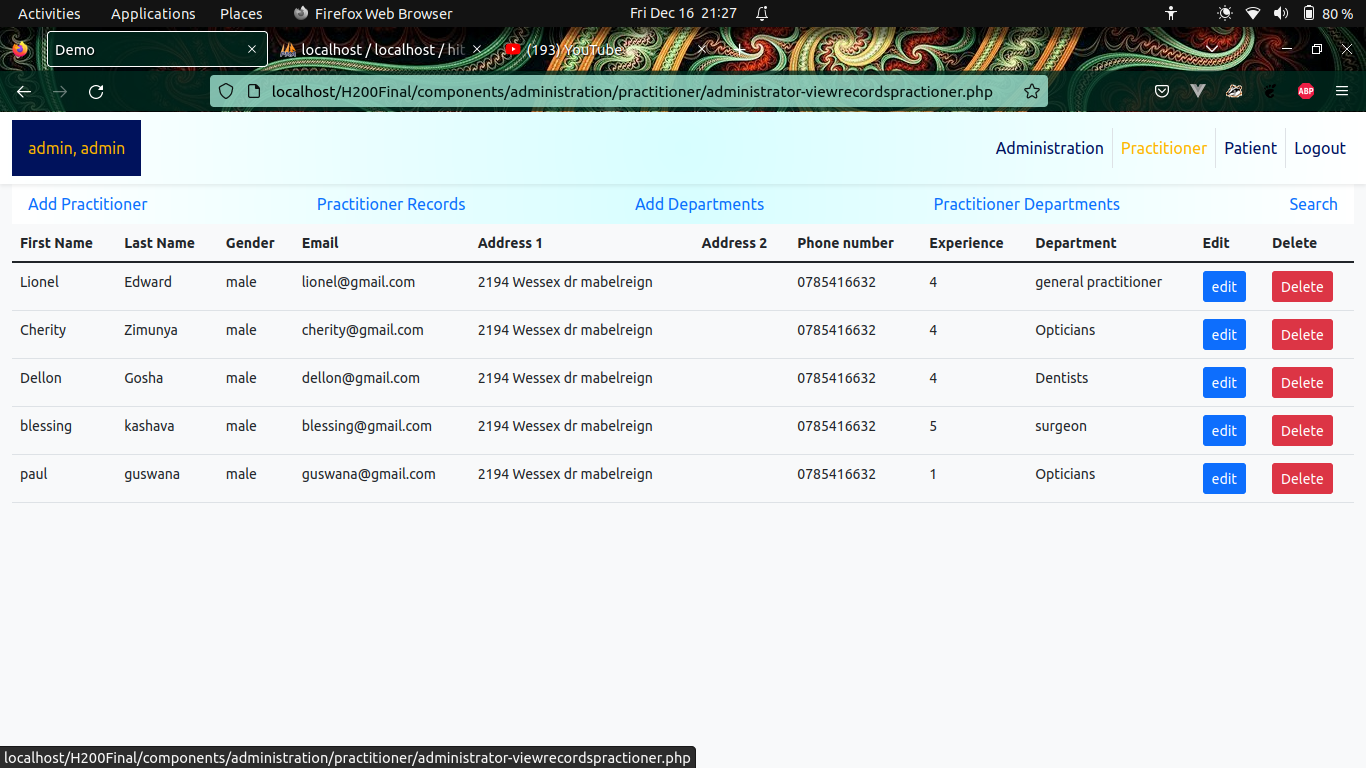 Activities Applications Places Firefox Web Browser Fri Dec 16 21:27 80 %
Demo localhost / localhost / hit (193) YouTube
localhost/H200Final/components/administration/practitioner/administrator-viewrecordspractioner.php ABP
admin, admin Administration Practitioner Patient Logout
Add Practitioner Practitioner Records Add Departments Practitioner Departments Search
First Name Last Name Gender Email Address 1 Address 2 Phone number Experience Department Edit Delete
Lionel Edward male lionel@gmail.com 2194 Wessex dr mabelreign 0785416632 4 general practitioner edit Delete
Cherity Zimunya male cherity@gmail.com 2194 Wessex dr mabelreign 0785416632 4 Opticians edit Delete
Dellon Gosha male dellon@gmail.com 2194 Wessex dr mabelreign 0785416632 4 Dentists edit Delete
blessing kashava male blessing@gmail.com 2194 Wessex dr mabelreign 0785416632 5 surgeon edit Delete
paul guswana male guswana@gmail.com 2194 Wessex dr mabelreign 0785416632 1 Opticians edit Delete
localhost/H200Final/components/administration/practitioner/administrator-viewrecordspractioner.php